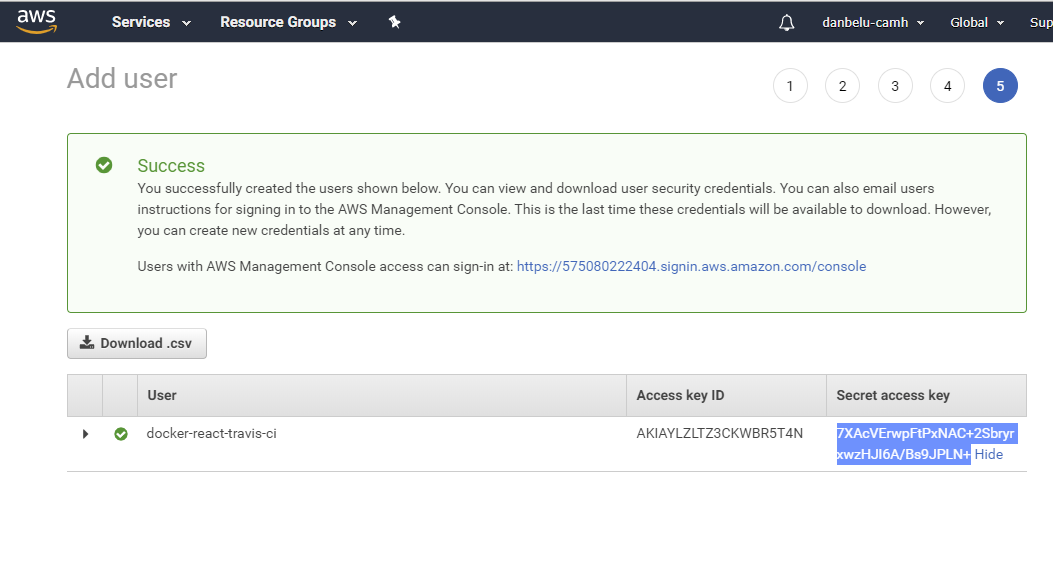 aws Services Resource Groups danbelu-camh Global Sup
Add user
1 2 3 4 5
Success
You successfully created the users shown below. You can view and download user security credentials. You can also email users
instructions for signing in to the AWS Management Console. This is the last time these credentials will be available to download. However,
you can create new credentials at any time.
Users with AWS Management Console access can sign-in at: https://575080222404.signin.aws.amazon.com/console
Download .csv
User Access key ID Secret access key
docker-react-travis-ci AKIAYLZLTZ3CKWBR5T4N
Hide